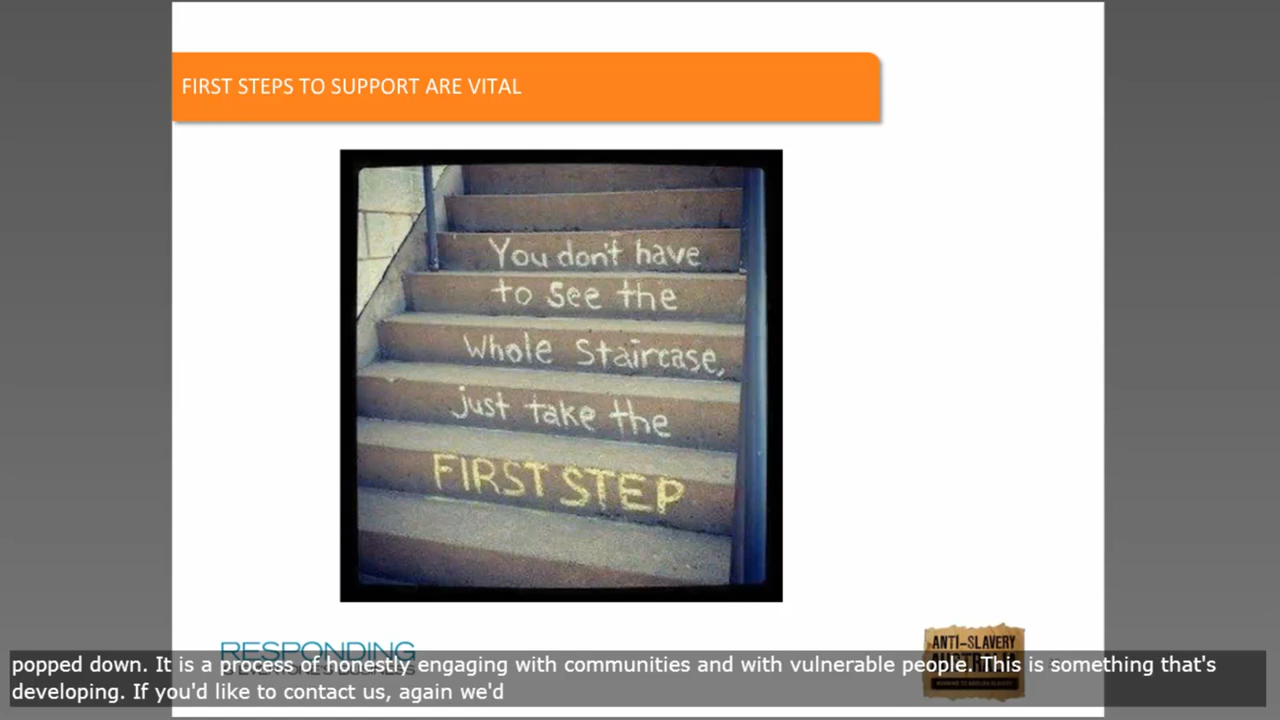 FIRST STEPS TO SUPPORT ARE VITAL
You don't have
to see the
Whole Staircase,
just take the
FIRST STEP
RESPONDING
ANTI-SLAVERY
popped down. It is a process of honestly engaging with communities and with vulnerable people. This is something that's
developing. If you'd like to contact us, again we'd